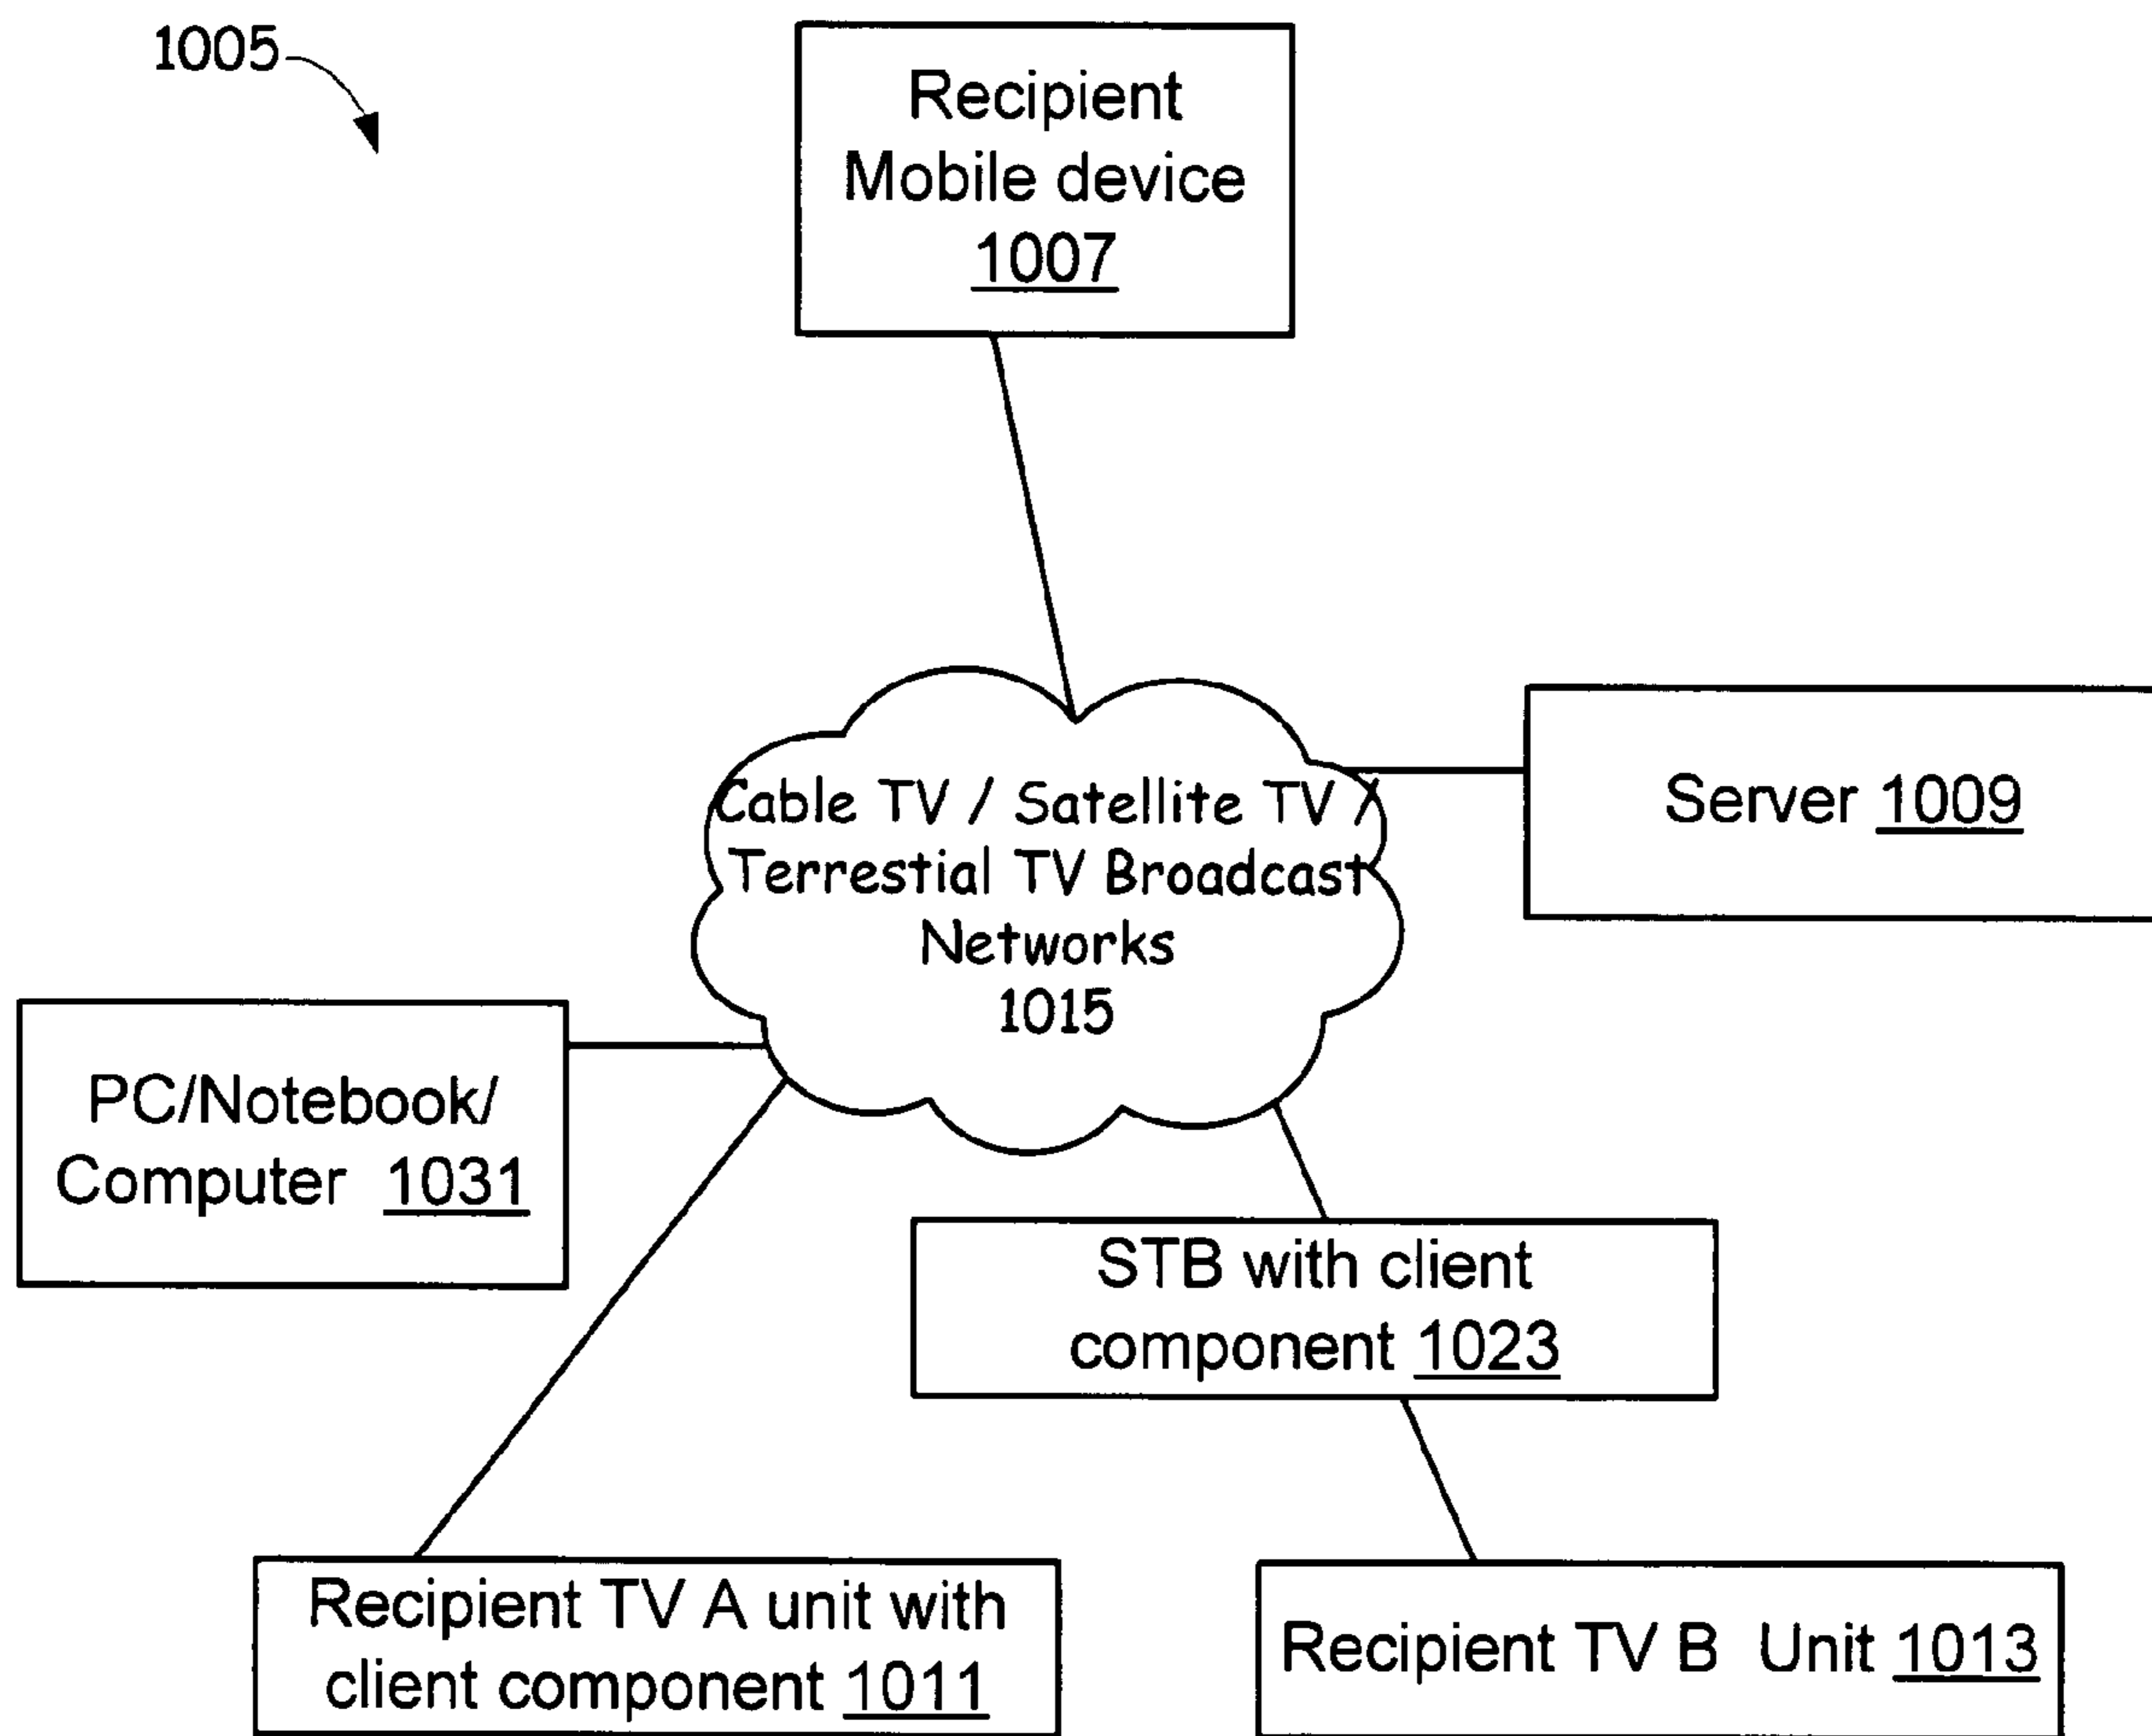 1005
Recipient
Mobile device
1007
Cable TV / Satellite TV /
Terrestial TV Broadcast
Networks
1015
Server 1009
PC/Notebook/
Computer 1031
STB with client
component 1023
Recipient TV A unit with
client component 1011
Recipient TV B Unit 1013